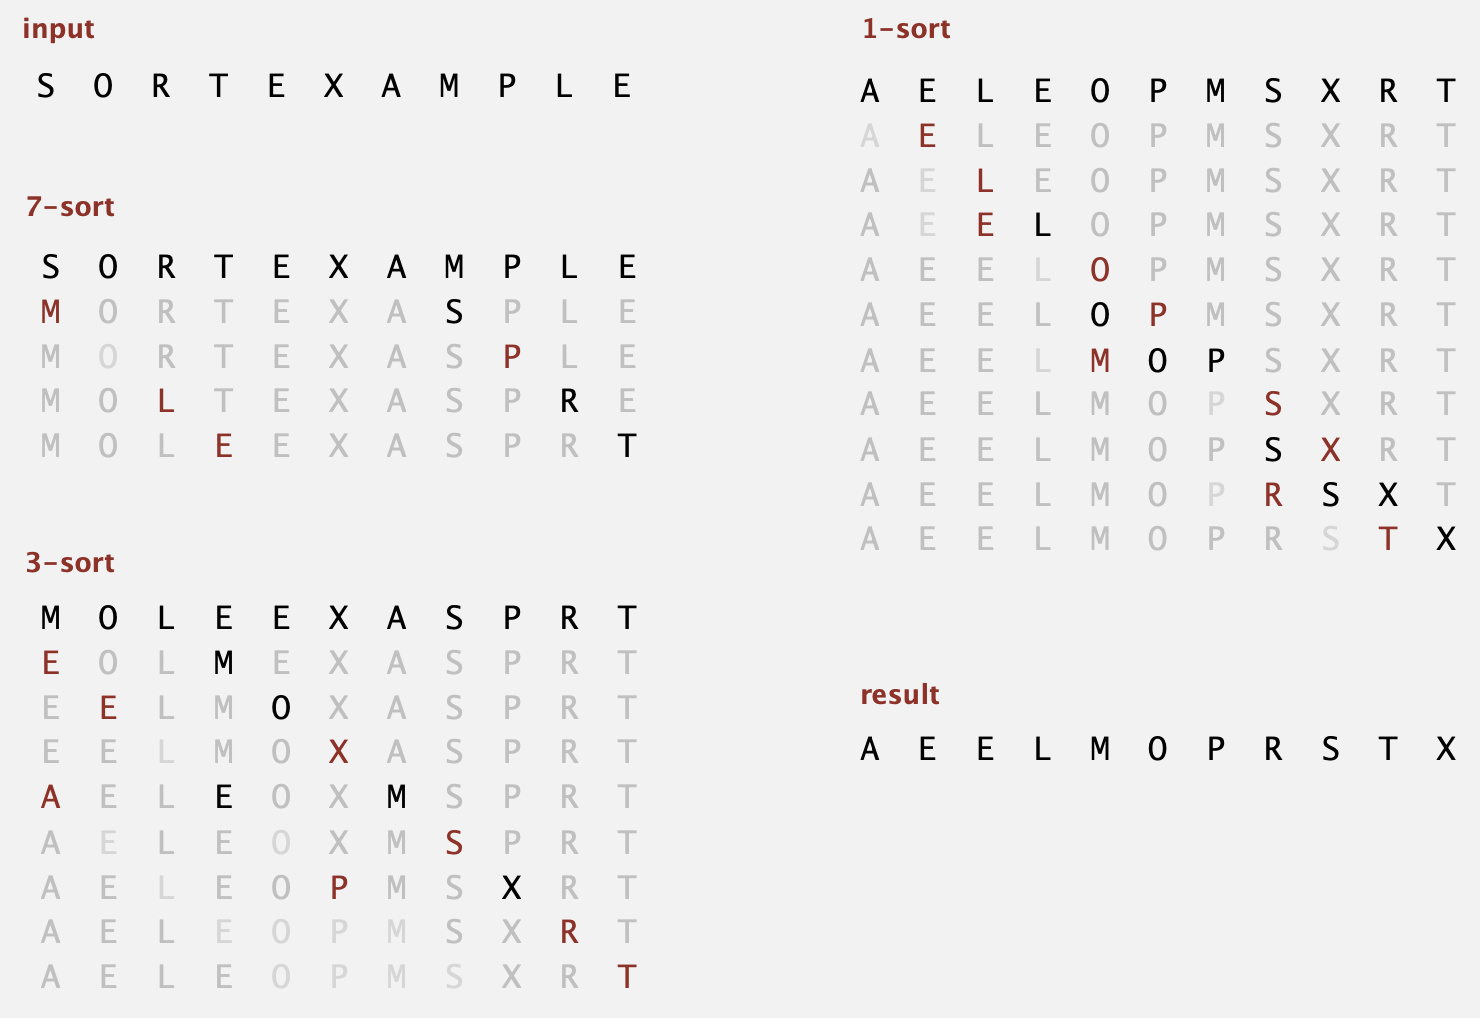 input
S O R T E X A M P L E
7-sort
S O R T E X A M P L E
M O R T E X A S P L E
M O R T E X A S P L E
M O L T E X A S P R E
M O L E E X A S P R T
3-sort
M O L E E X A S P R T
E O L M E X A S P R T
E E L M O X A S P R T
E E L M O X A S P R T
A E L E O X M S P R T
A E L E O X M S P R T
A E L E O P M S X R T
A E L E O P M S X R T
A E L E O P M S X R T
1-sort
A E L E O P M S X R T
A E L E O P M S X R T
A E L E O P M S X R T
A E E L O P M S X R T
A E E L O P M S X R T
A E E L O P M S X R T
A E E L M O P S X R T
A E E L M O P S X R T
A E E L M O P S X R T
A E E L M O P R S X T
A E E L M O P R S T X
result
A E E L M O P R S T X